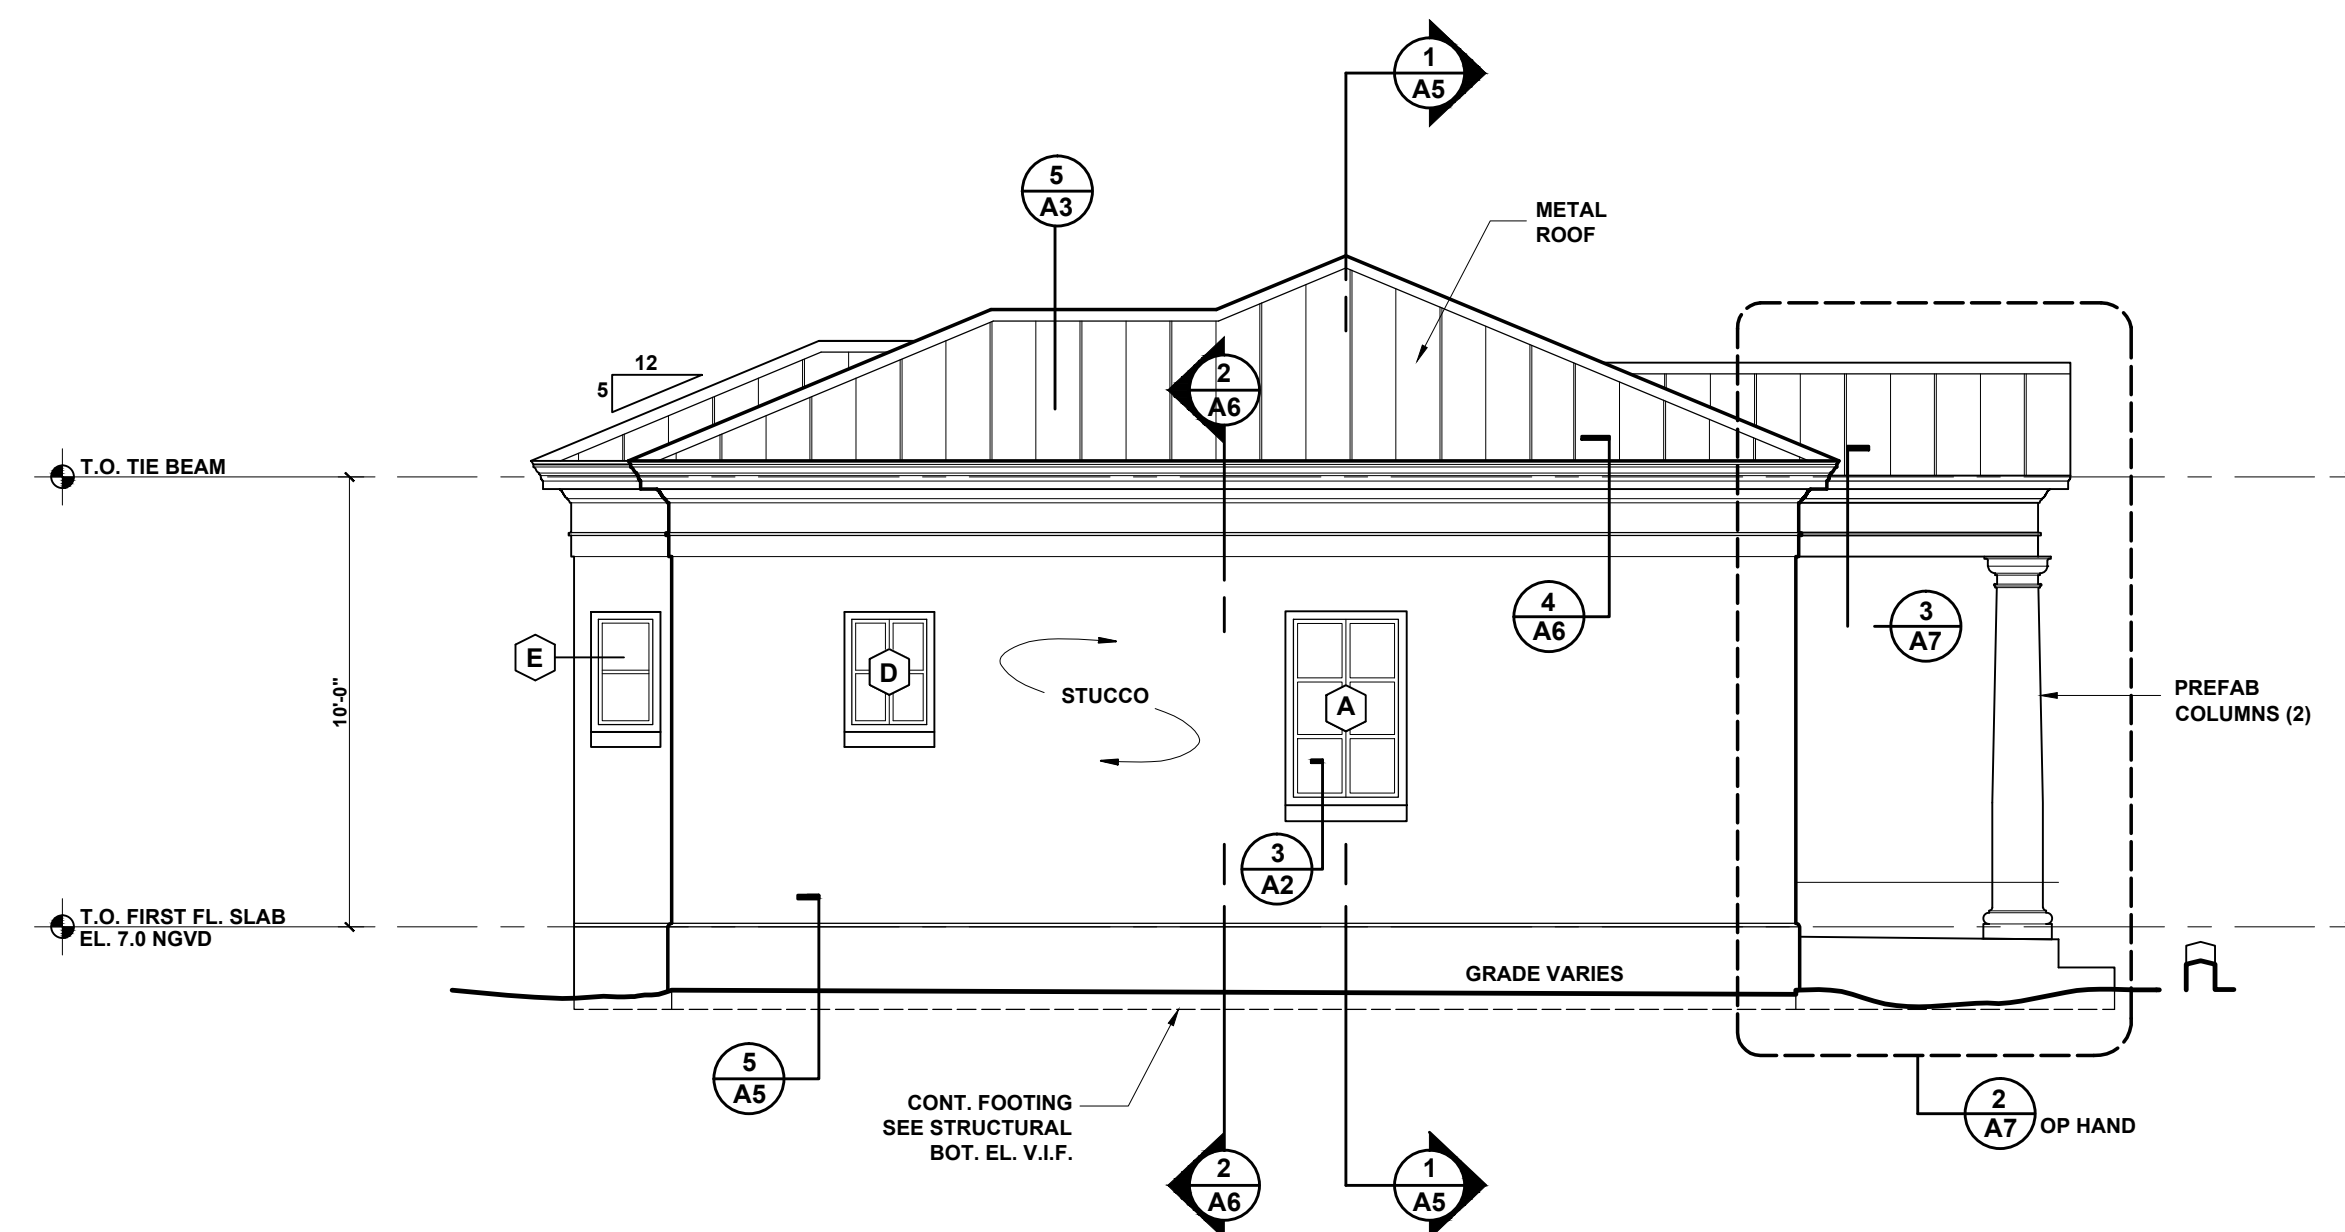 1
A5
5
A3
METAL
ROOF
12
5
2
A6
T.O. TIE BEAM
4
A6
3
A7
E
D
A
STUCCO
10'-0"
PREFAB
COLUMNS (2)
3
A2
T.O. FIRST FL. SLAB
EL. 7.0 NGVD
GRADE VARIES
5
A5
CONT. FOOTING
SEE STRUCTURAL
BOT. EL. V.I.F.
2
A7
OP HAND
2
A6
1
A5